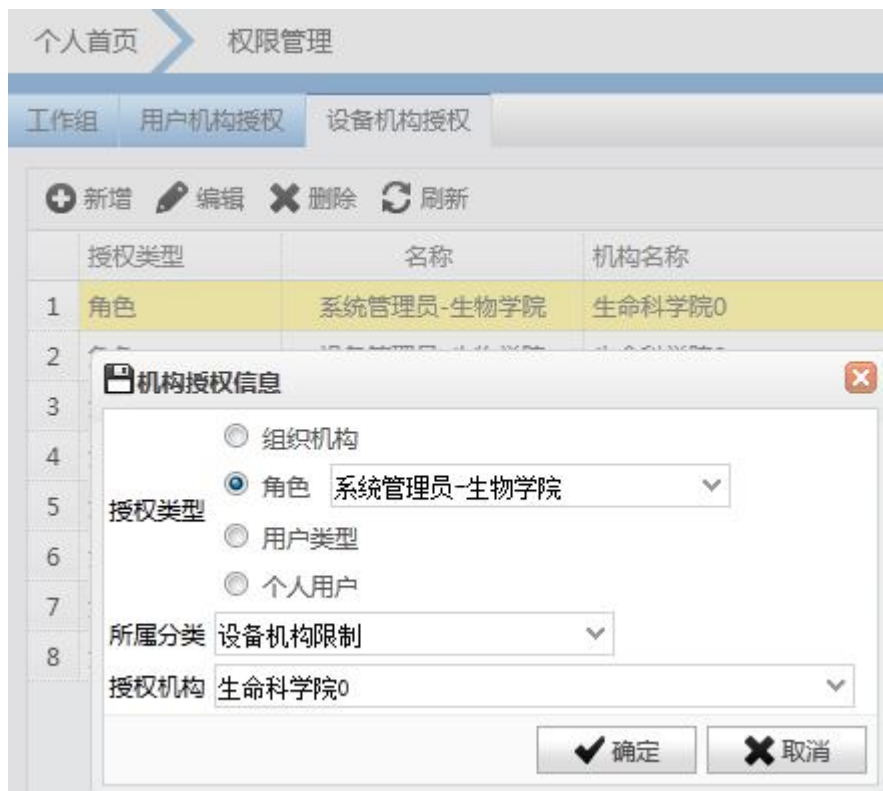 个人首页 权限管理
工作组 用户机构授权 设备机构授权
新增 编辑 删除 刷新
授权类型 名称 机构名称
1 角色 系统管理员-生物学院 生命科学院0
2
机构授权信息
3
组织机构
4
角色 系统管理员-生物学院
授权类型
5
用户类型
6
个人用户
7
所属分类 设备机构限制
8
授权机构 生命科学院0
确定 取消